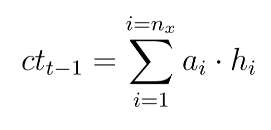 $ct_{t-1} = \sum_{i=1}^{i=n_x} a_i \cdot h_i$